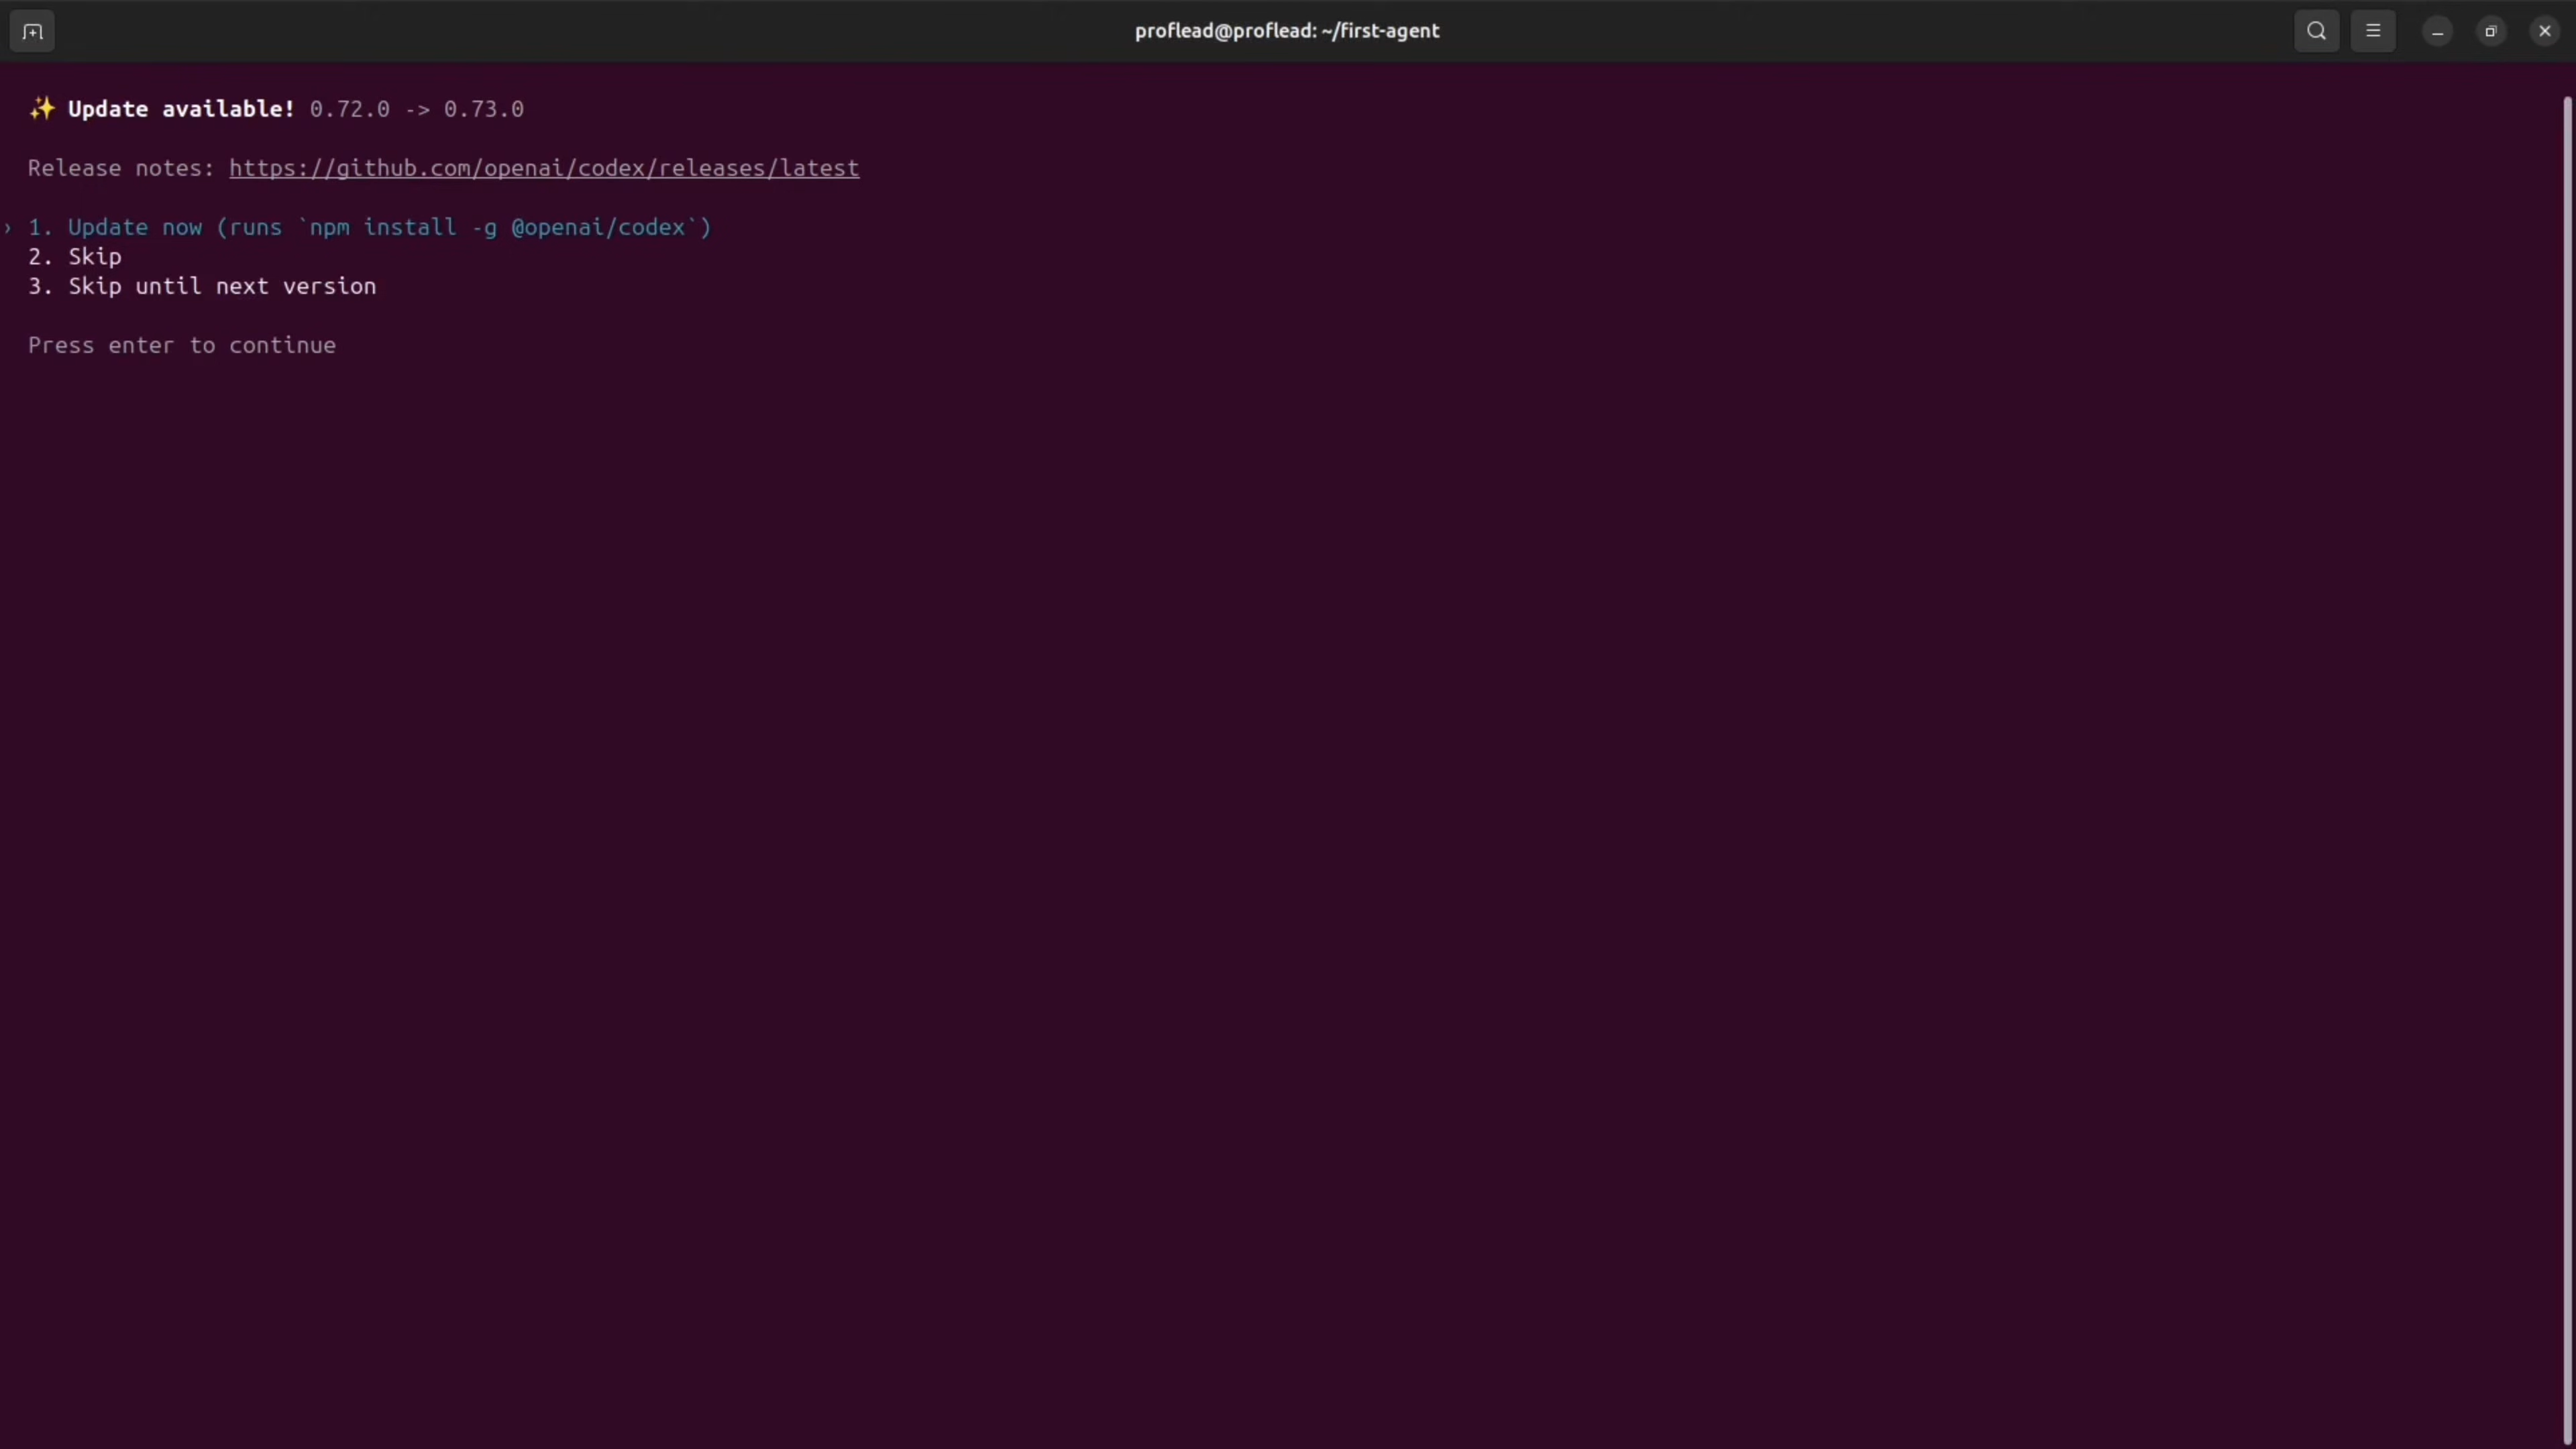 proflead@proflead: ~/first-agent
✨ Update available! 0.72.0 -> 0.73.0
Release notes: https://github.com/openai/codex/releases/latest
› 1. Update now (runs `npm install -g @openai/codex`)
2. Skip
3. Skip until next version
Press enter to continue